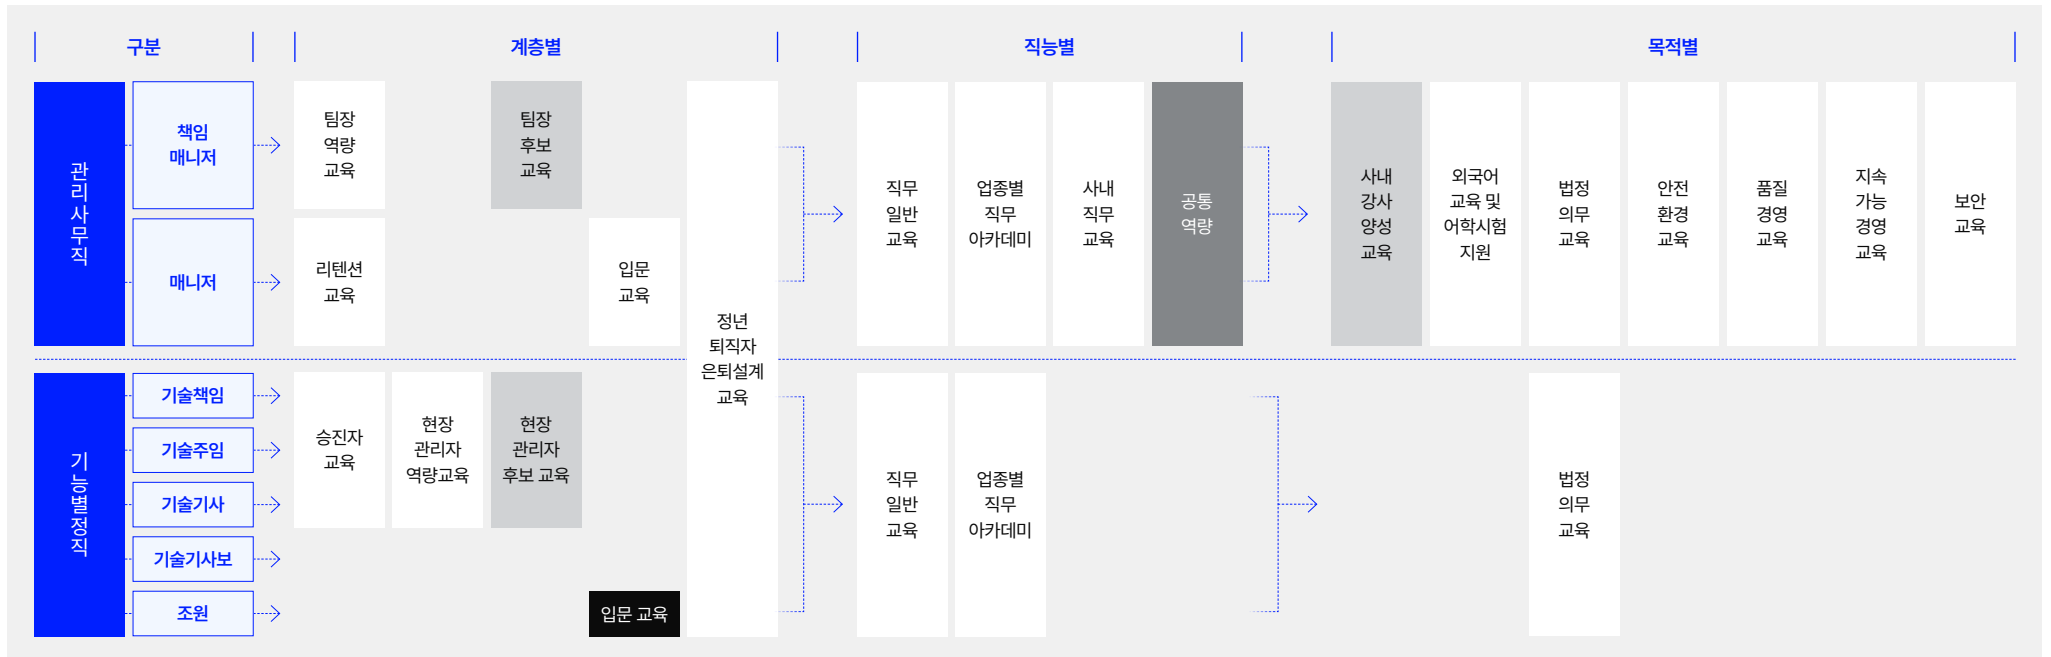 구분
계층별
직능별
목적별
관리사무직
책임
매니저
매니저
팀장
역량
교육
팀장
후보
교육
리텐션
교육
입문
교육
정년
퇴직자
은퇴설계
교육
직무
일반
교육
업종별
직무
아카데미
사내
직무
교육
공통
역량
사내
강사
양성
교육
외국어
교육 및
어학시험
지원
법정
의무
교육
안전
환경
교육
품질
경영
교육
지속
가능
경영
교육
보안
교육
기능별정직
기술책임
기술주임
기술기사
기술기사보
조원
승진자
교육
현장
관리자
역량교육
현장
관리자
후보 교육
입문 교육
직무
일반
교육
업종별
직무
아카데미
법정
의무
교육